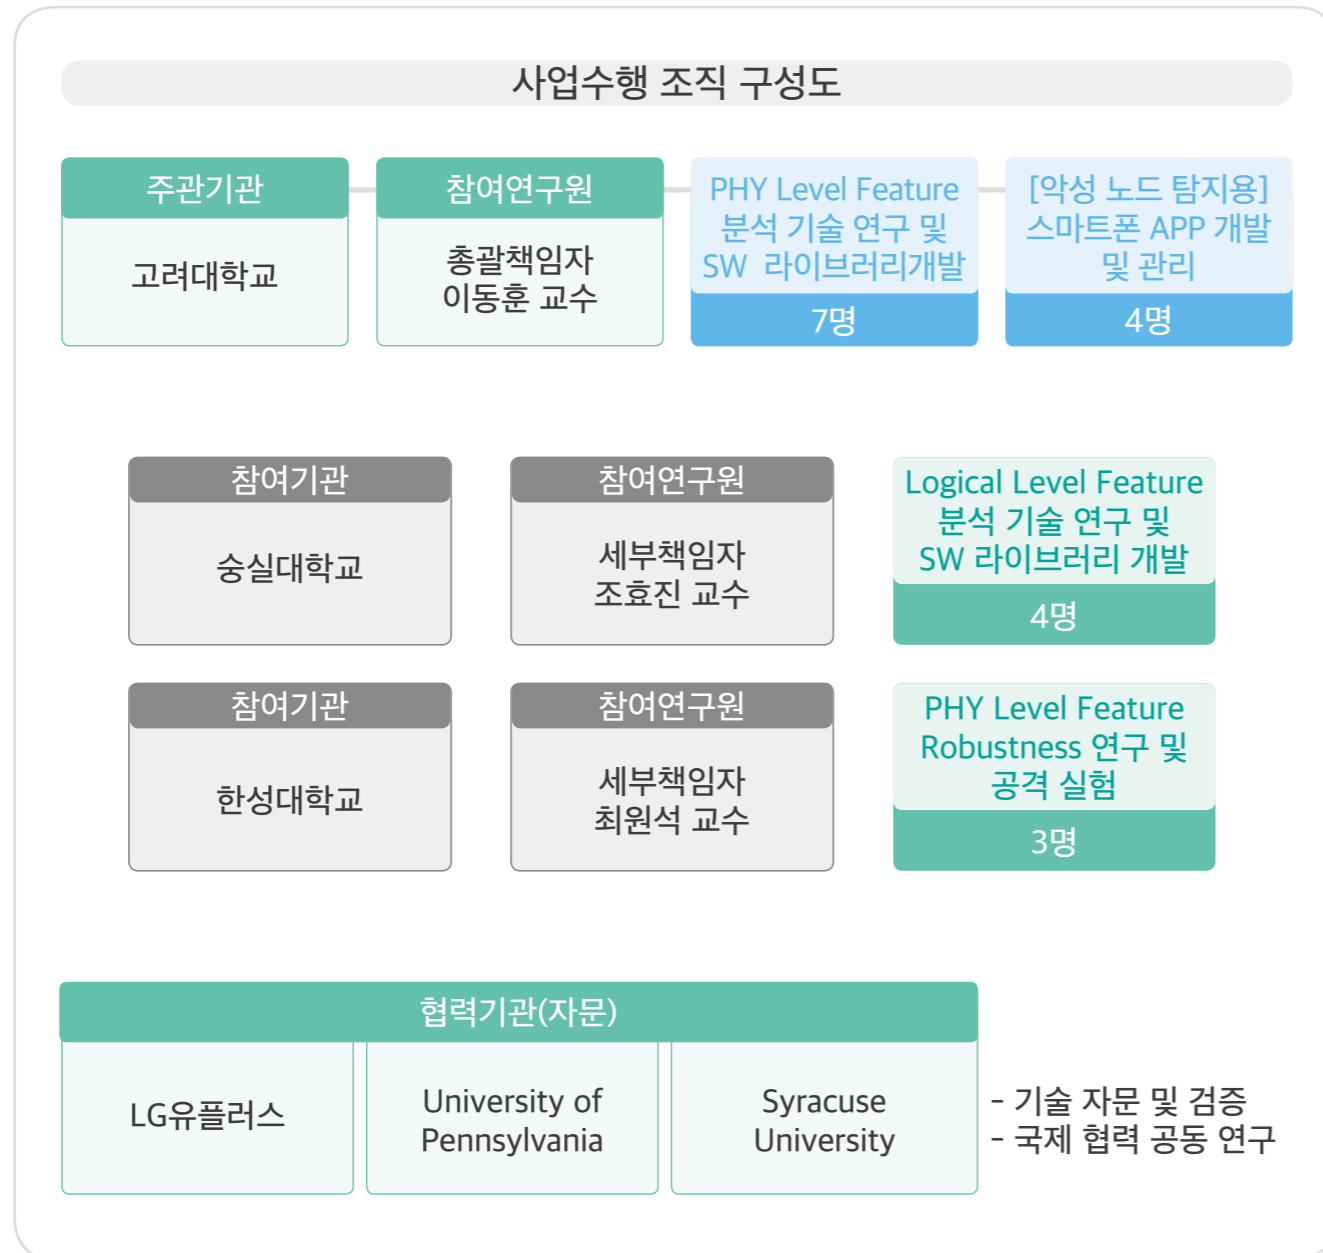 사업수행 조직 구성도
주관기관
고려대학교
참여연구원
총괄책임자
이동훈 교수
PHY Level Feature
분석 기술 연구 및
SW 라이브러리개발
7명
[악성 노드 탐지용]
스마트폰 APP 개발
및 관리
4명
참여기관
숭실대학교
참여연구원
세부책임자
조효진 교수
Logical Level Feature
분석 기술 연구 및
SW 라이브러리 개발
4명
참여기관
한성대학교
참여연구원
세부책임자
최원석 교수
PHY Level Feature
Robustness 연구 및
공격 실험
3명
협력기관(자문)
LG유플러스
University of
Pennsylvania
Syracuse
University
- 기술 자문 및 검증
- 국제 협력 공동 연구